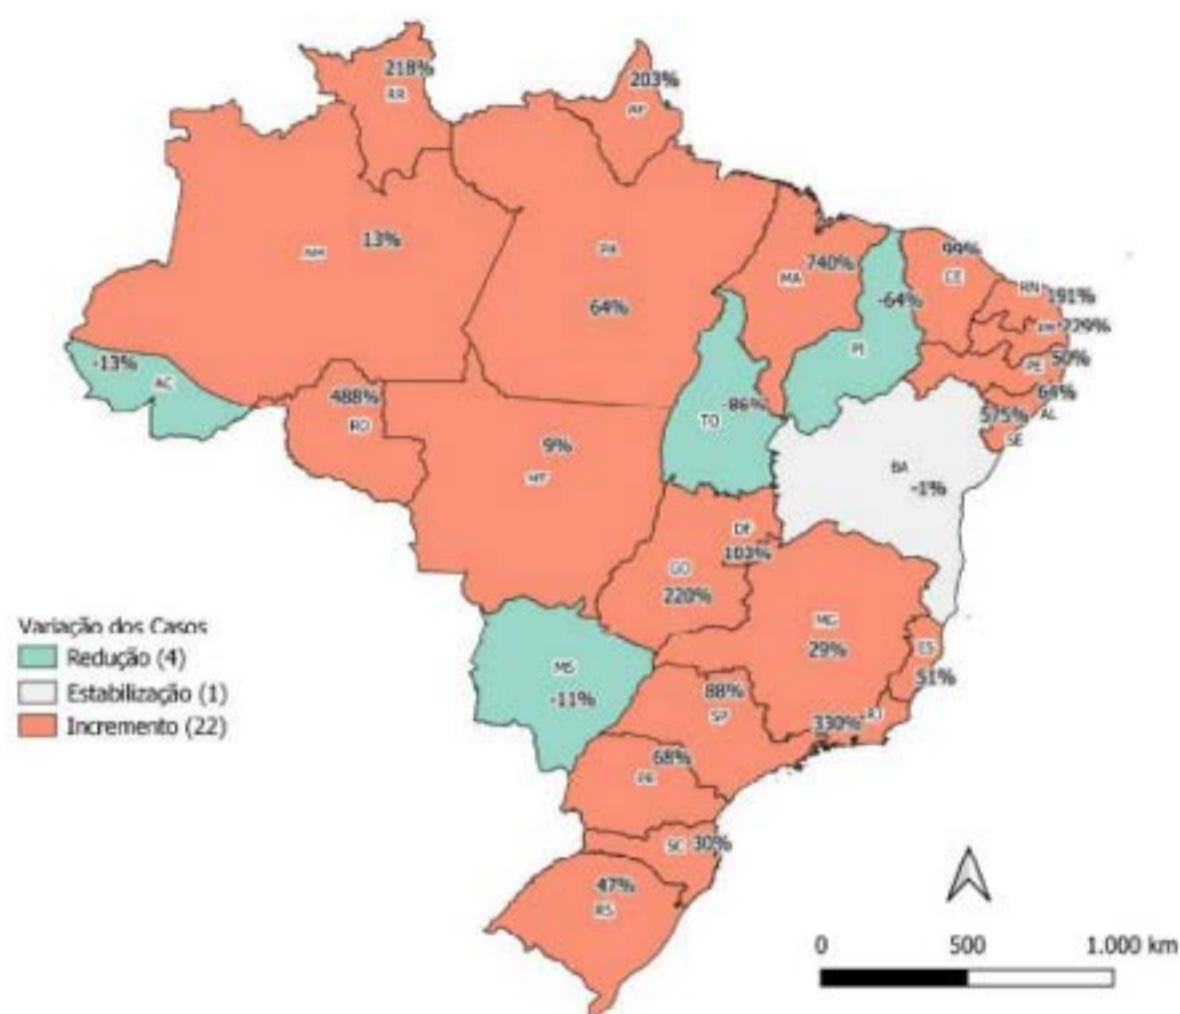 218%
RR
203%
AP
AM 13%
PA
64%
MA 740%
99%
CE
RN 191%
229%
-64%
PI
PE 50%
64%
AL
575%
SE
-13%
AC
488%
RO
TO -86%
9%
MT
BA
-1%
DF
103%
GO
220%
MG
29%
ES
51%
MS
-11%
88%
SP
330% RJ
68%
PR
SC 30%
47%
RS
Variação dos Casos
Redução (4)
Estabilização (1)
Incremento (22)
0 500 1.000 km